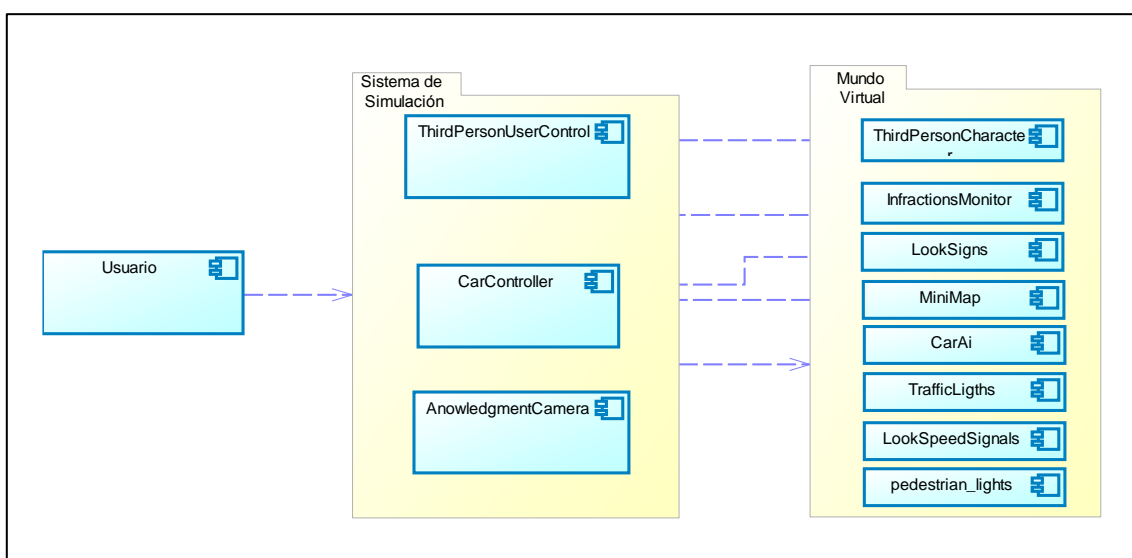 Sistema de
Simulación
ThirdPersonUserControl
Usuario
CarController
AnowledgmentCamera
Mundo
Virtual
ThirdPersonCharacte
r
InfractionsMonitor
LookSigns
MiniMap
CarAi
TrafficLigths
LookSpeedSignals
pedestrian_lights